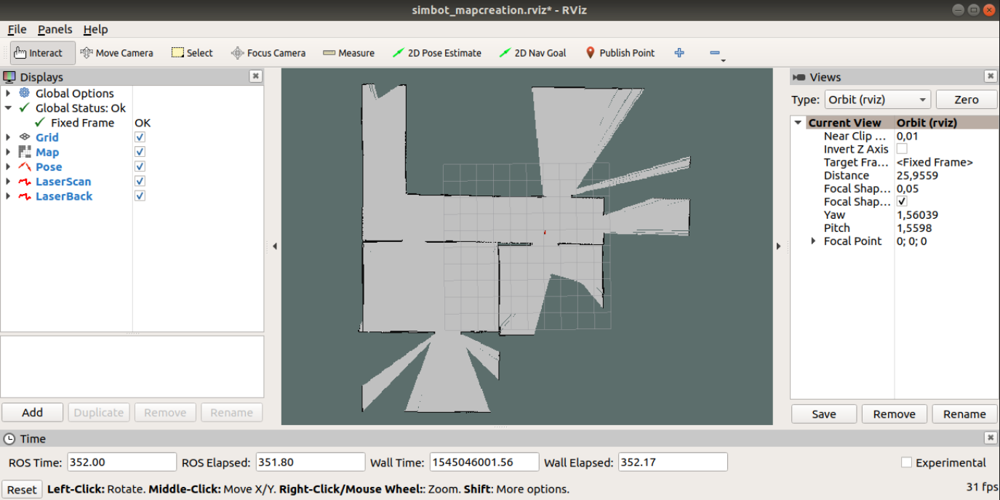 simbot_mapcreation.rviz* - RViz
File Panels Help
Interact Move Camera Select Focus Camera Measure 2D Pose Estimate 2D Nav Goal Publish Point
Displays
Global Options
Global Status: Ok
Fixed Frame OK
Grid
Map
Pose
LaserScan
LaserBack
Add Duplicate Remove Rename
Views
Type: Orbit (rviz) Zero
Current View Orbit (rviz)
Near Clip ... 0,01
Invert Z Axis
Target Fra... <Fixed Frame>
Distance 25,9559
Focal Shap... 0,05
Focal Shap...
Yaw 1,56039
Pitch 1,5598
Focal Point 0; 0; 0
Save Remove Rename
Time
ROS Time: 352.00 ROS Elapsed: 351.80 Wall Time: 1545046001.56 Wall Elapsed: 352.17 Experimental
Reset Left-Click: Rotate. Middle-Click: Move X/Y. Right-Click/Mouse Wheel:: Zoom. Shift: More options. 31 fps